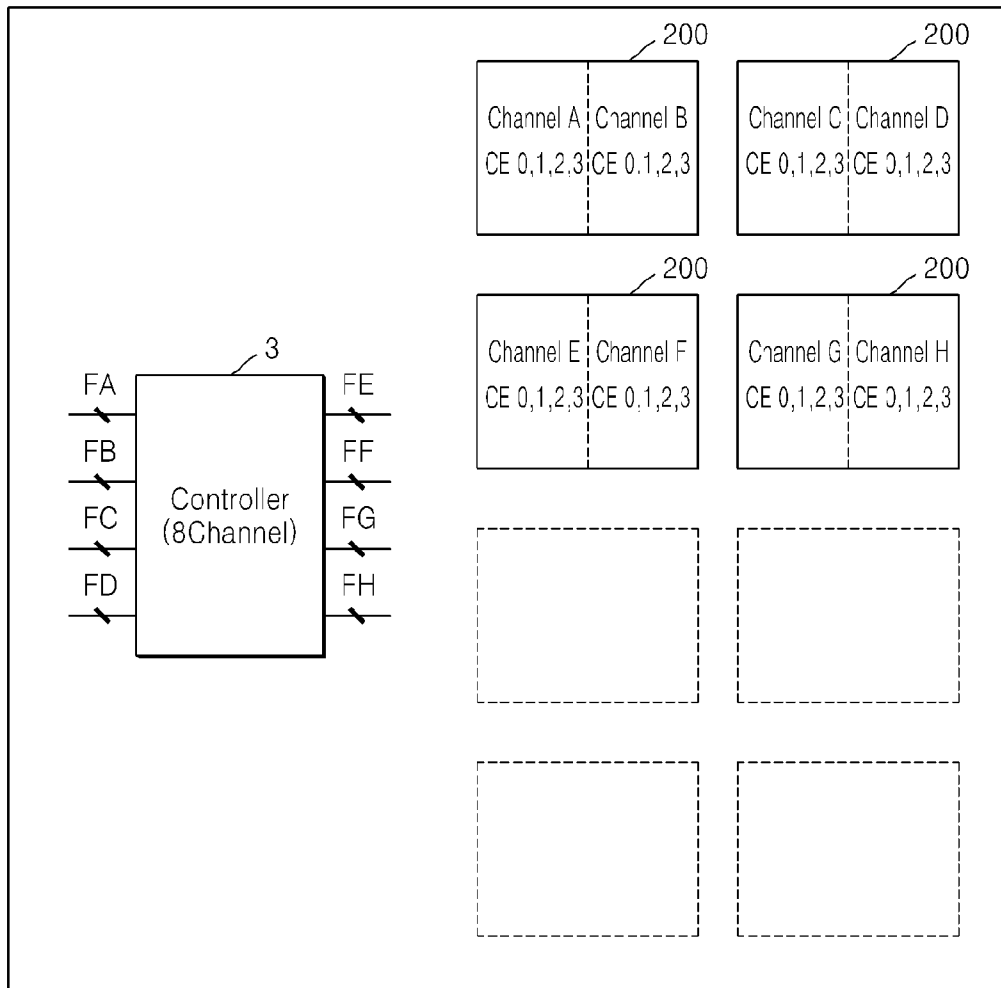 200
200
Channel A Channel B
CE 0,1,2,3 CE 0.1,2,3
Channel C Channel D
CE 0,1,2,3 CE 0,1,2,3
200
200
Channel E Channel F
CE 0,1,2,3 CE 0,1,2,3
Channel G Channel H
CE 0,1,2,3 CE 0,1,2,3
3
FA
FB
FC
FD
Controller
(8Channel)
FE
FF
FG
FH